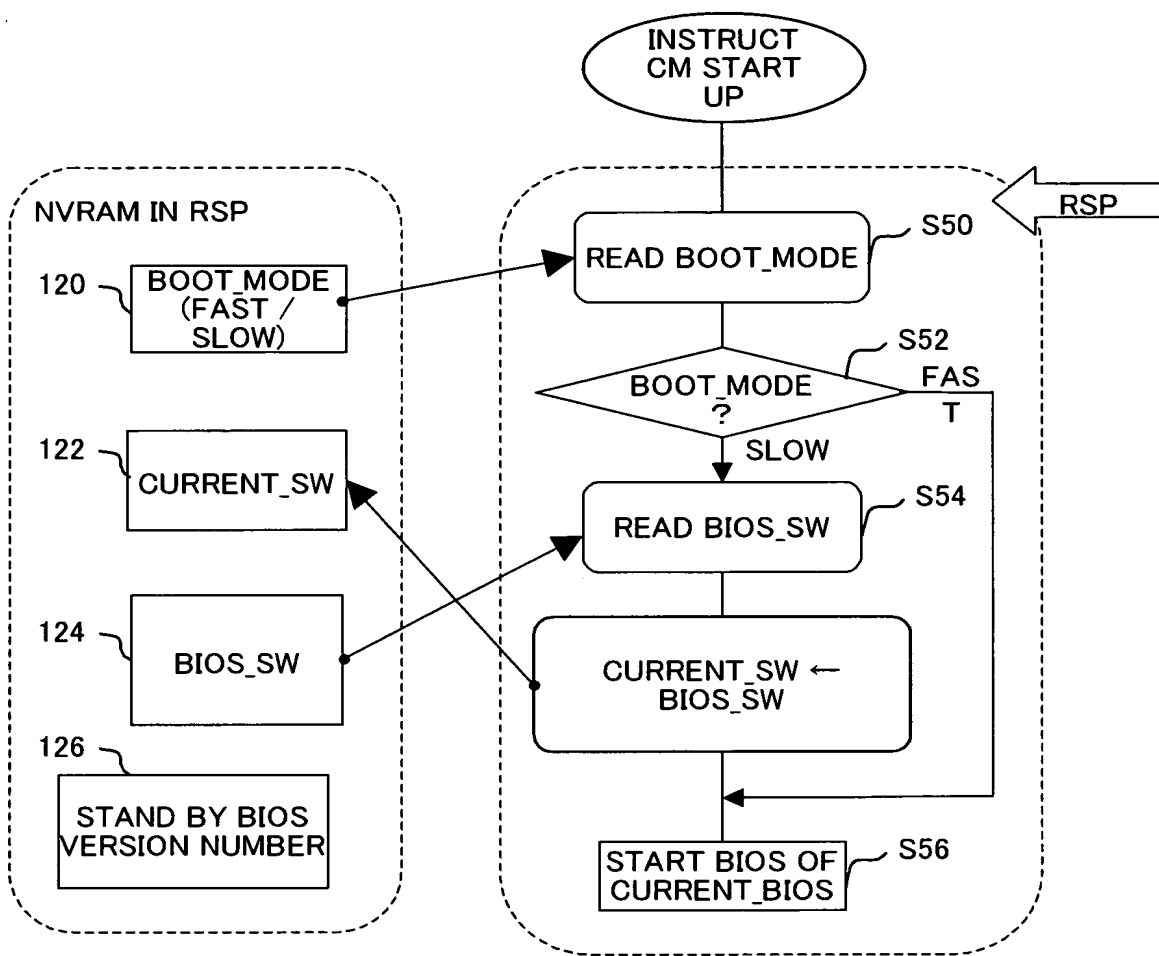 INSTRUCT
CM START
UP
RSP
NVRAM IN RSP
120
BOOT_MODE
(FAST /
SLOW)
122
CURRENT_SW
124
BIOS_SW
126
STAND BY BIOS
VERSION NUMBER
READ BOOT_MODE
S50
BOOT_MODE
?
S52
FAS
T
SLOW
READ BIOS_SW
S54
CURRENT_SW ←
BIOS_SW
START BIOS OF
CURRENT_BIOS
S56